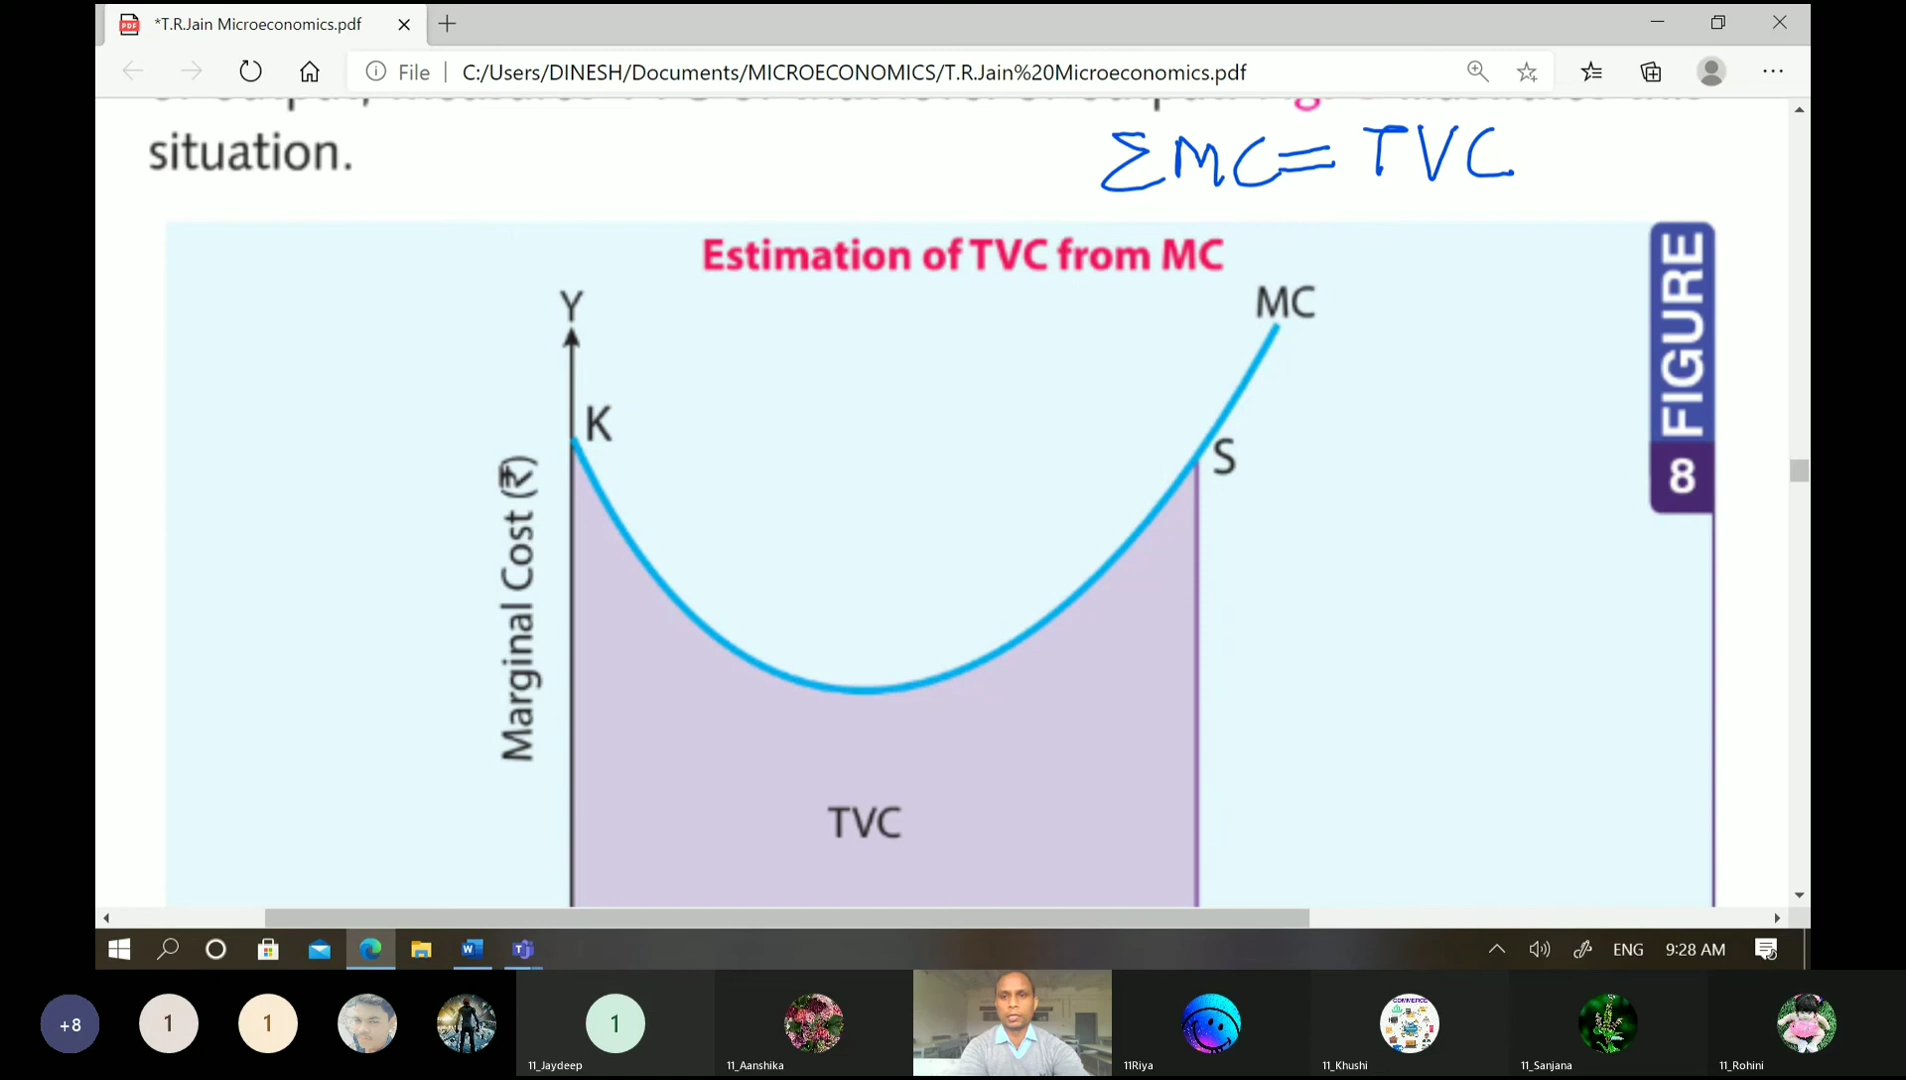 *T.R.Jain Microeconomics.pdf
File | C:/Users/DINESH/Documents/MICROECONOMICS/T.R.Jain%20Microeconomics.pdf
situation.
ΣMC = TVC
Estimation of TVC from MC
FIGURE
8
Y
MC
K
S
Marginal Cost (₹)
TVC
ENG 9:28 AM
+8
1
1
1
11_Jaydeep
11_Aanshika
11Riya
COMMERCE
11_Khushi
11_Sanjana
11_Rohini